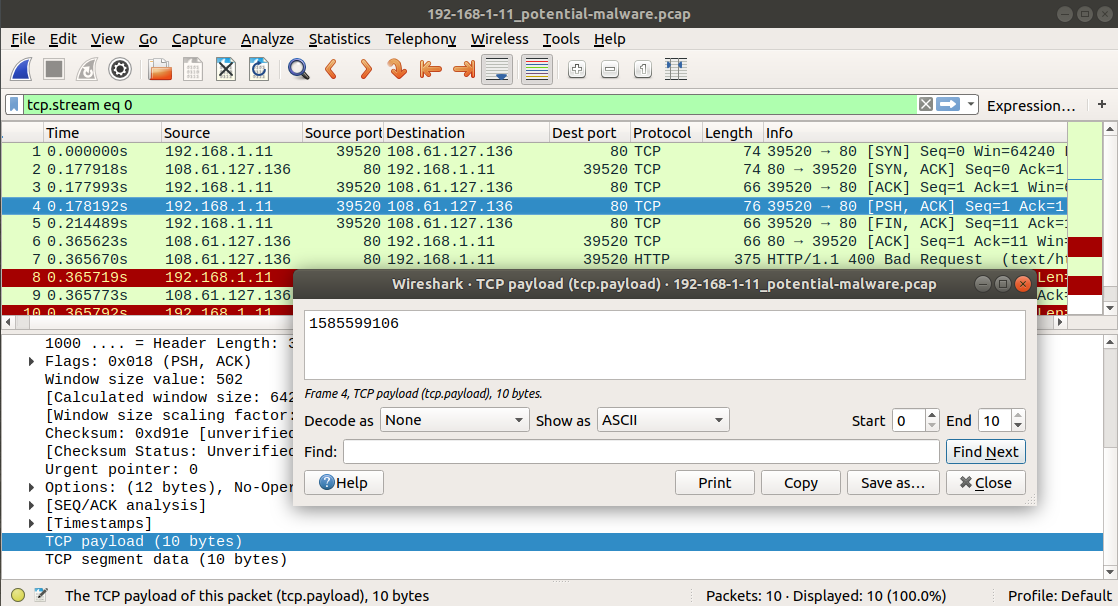 192-168-1-11_potential-malware.pcap
File Edit View Go Capture Analyze Statistics Telephony Wireless Tools Help
tcp.stream eq 0 Expression… +
Time Source Source port Destination Dest port Protocol Length Info
1 0.000000s 192.168.1.11 39520 108.61.127.136 80 TCP 74 39520 → 80 [SYN] Seq=0 Win=64240
2 0.177918s 108.61.127.136 80 192.168.1.11 39520 TCP 74 80 → 39520 [SYN, ACK] Seq=0 Ack=1
3 0.177993s 192.168.1.11 39520 108.61.127.136 80 TCP 66 39520 → 80 [ACK] Seq=1 Ack=1 Win=
4 0.178192s 192.168.1.11 39520 108.61.127.136 80 TCP 76 39520 → 80 [PSH, ACK] Seq=1 Ack=1
5 0.214489s 192.168.1.11 39520 108.61.127.136 80 TCP 66 39520 → 80 [FIN, ACK] Seq=11 Ack=
6 0.365623s 108.61.127.136 80 192.168.1.11 39520 TCP 66 80 → 39520 [ACK] Seq=1 Ack=11 Win=
7 0.365670s 108.61.127.136 80 192.168.1.11 39520 HTTP 375 HTTP/1.1 400 Bad Request (text/h
8 0.365719s 192.168.1.11 Len=
9 0.365773s 108.61.127.136 Ack=
10 0.365792s 192.168.1.11 Len=
Wireshark · TCP payload (tcp.payload) · 192-168-1-11_potential-malware.pcap
1585599106
Frame 4, TCP payload (tcp.payload), 10 bytes.
Decode as None Show as ASCII Start 0 End 10
Find: Find Next
Help Print Copy Save as… Close
1000 .... = Header Length: 3
Flags: 0x018 (PSH, ACK)
Window size value: 502
[Calculated window size: 642
[Window size scaling factor:
Checksum: 0xd91e [unverified
[Checksum Status: Unverified
Urgent pointer: 0
Options: (12 bytes), No-Oper
[SEQ/ACK analysis]
[Timestamps]
TCP payload (10 bytes)
TCP segment data (10 bytes)
The TCP payload of this packet (tcp.payload), 10 bytes Packets: 10 · Displayed: 10 (100.0%) Profile: Default